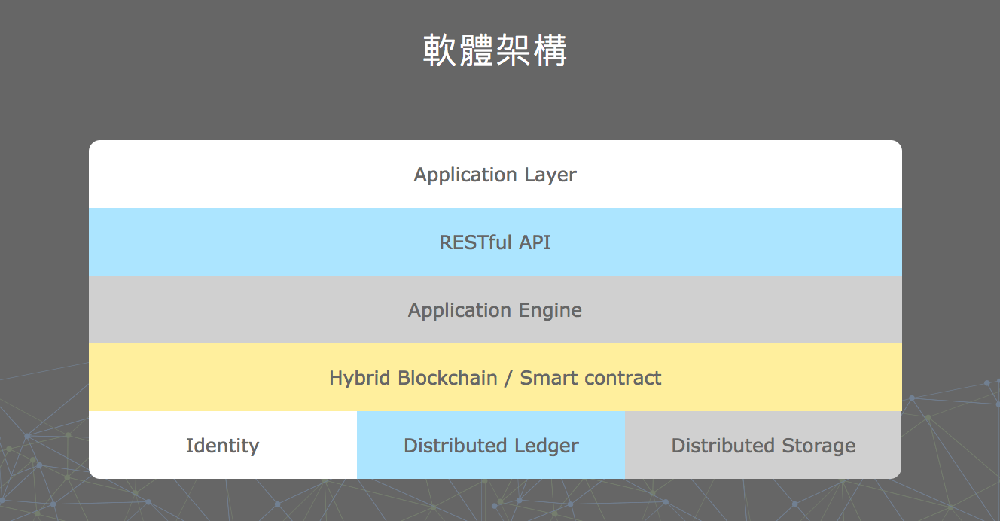 軟體架構
Application Layer
RESTful API
Application Engine
Hybrid Blockchain / Smart contract
Identity
Distributed Ledger
Distributed Storage